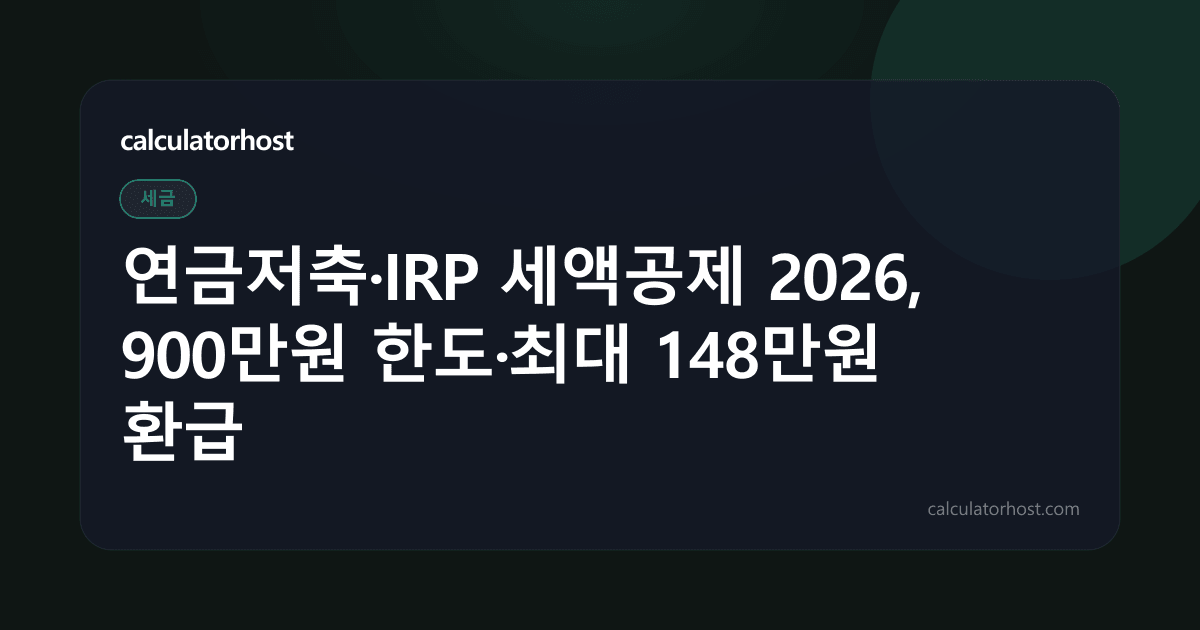 calculatorhost
세금
연금저축·IRP 세액공제 2026,
900만원 한도·최대 148만원
환급
calculatorhost.com